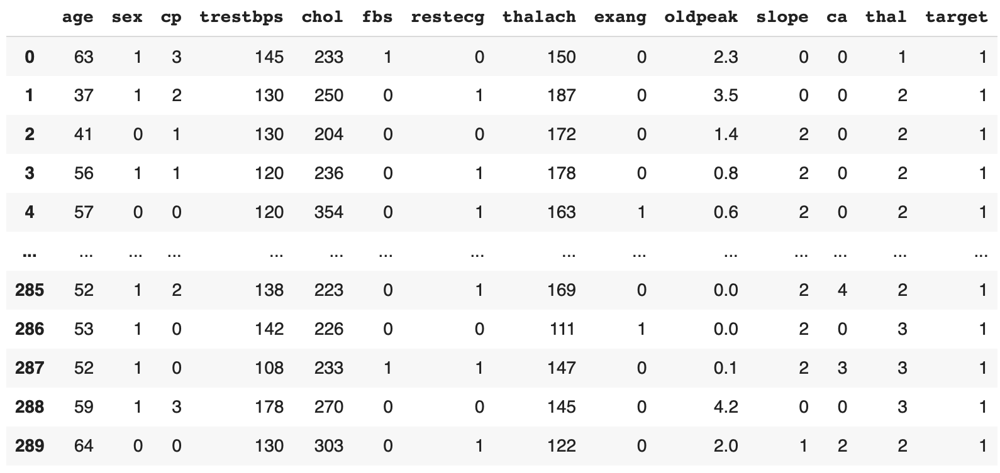 age sex cp trestbps chol fbs restecg thalach exang oldpeak slope ca thal target
0 63 1 3 145 233 1 0 150 0 2.3 0 0 1 1
1 37 1 2 130 250 0 1 187 0 3.5 0 0 2 1
2 41 0 1 130 204 0 0 172 0 1.4 2 0 2 1
3 56 1 1 120 236 0 1 178 0 0.8 2 0 2 1
4 57 0 0 120 354 0 1 163 1 0.6 2 0 2 1
... ... ... ... ... ... ... ... ... ... ... ... ... ... ...
285 52 1 2 138 223 0 1 169 0 0.0 2 4 2 1
286 53 1 0 142 226 0 0 111 1 0.0 2 0 3 1
287 52 1 0 108 233 1 1 147 0 0.1 2 3 3 1
288 59 1 3 178 270 0 0 145 0 4.2 0 0 3 1
289 64 0 0 130 303 0 1 122 0 2.0 1 2 2 1